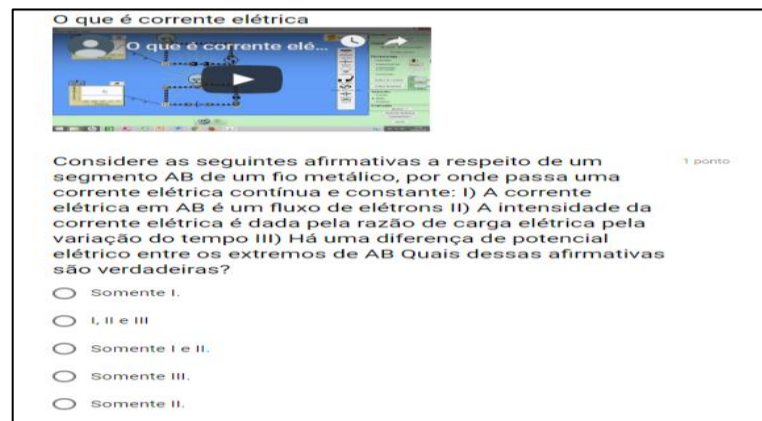 O que é corrente elétrica
O que é corrente elé...
Considere as seguintes afirmativas a respeito de um
1 ponto
segmento AB de um fio metálico, por onde passa uma
corrente elétrica contínua e constante: I) A corrente
elétrica em AB é um fluxo de elétrons II) A intensidade da
corrente elétrica é dada pela razão de carga elétrica pela
variação do tempo III) Há uma diferença de potencial
elétrico entre os extremos de AB Quais dessas afirmativas
são verdadeiras?
Somente I.
I, II e III
Somente I e II.
Somente III.
Somente II.